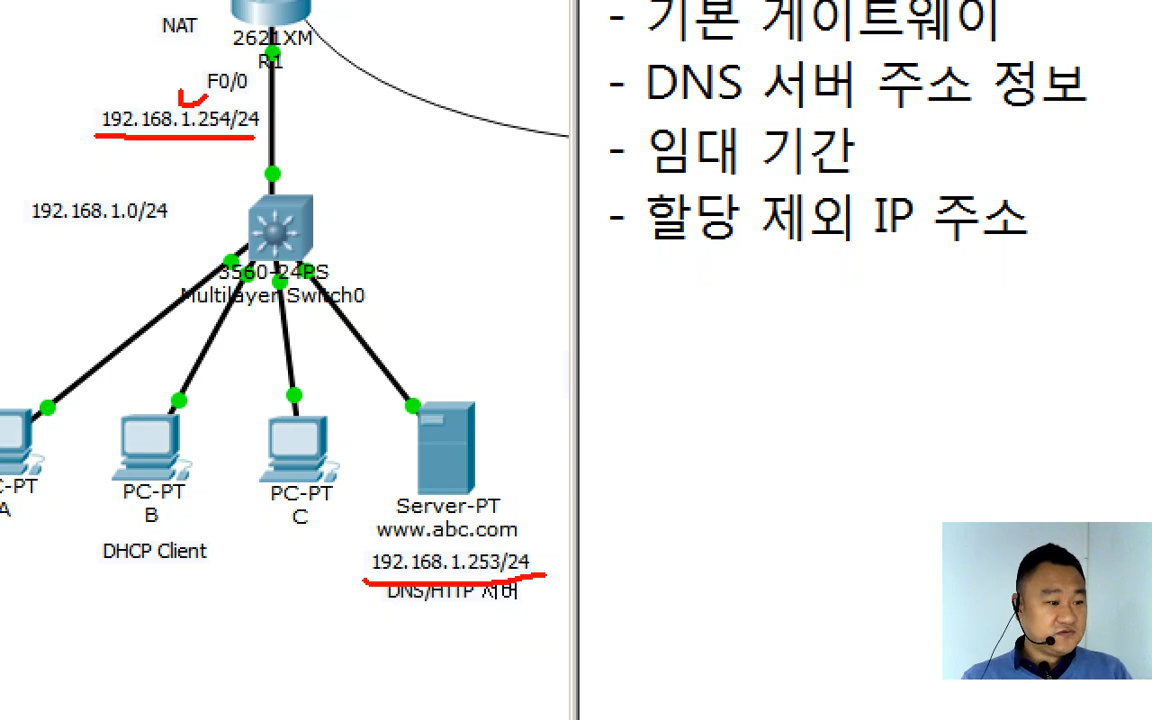 NAT
2621XM
R1
F0/0
192.168.1.254/24
192.168.1.0/24
3560-24PS
Multilayer Switch0
C-PT
A
PC-PT
B
PC-PT
C
DHCP Client
Server-PT
www.abc.com
192.168.1.253/24
DNS/HTTP 서버
- 기본 게이트웨이
- DNS 서버 주소 정보
- 임대 기간
- 할당 제외 IP 주소